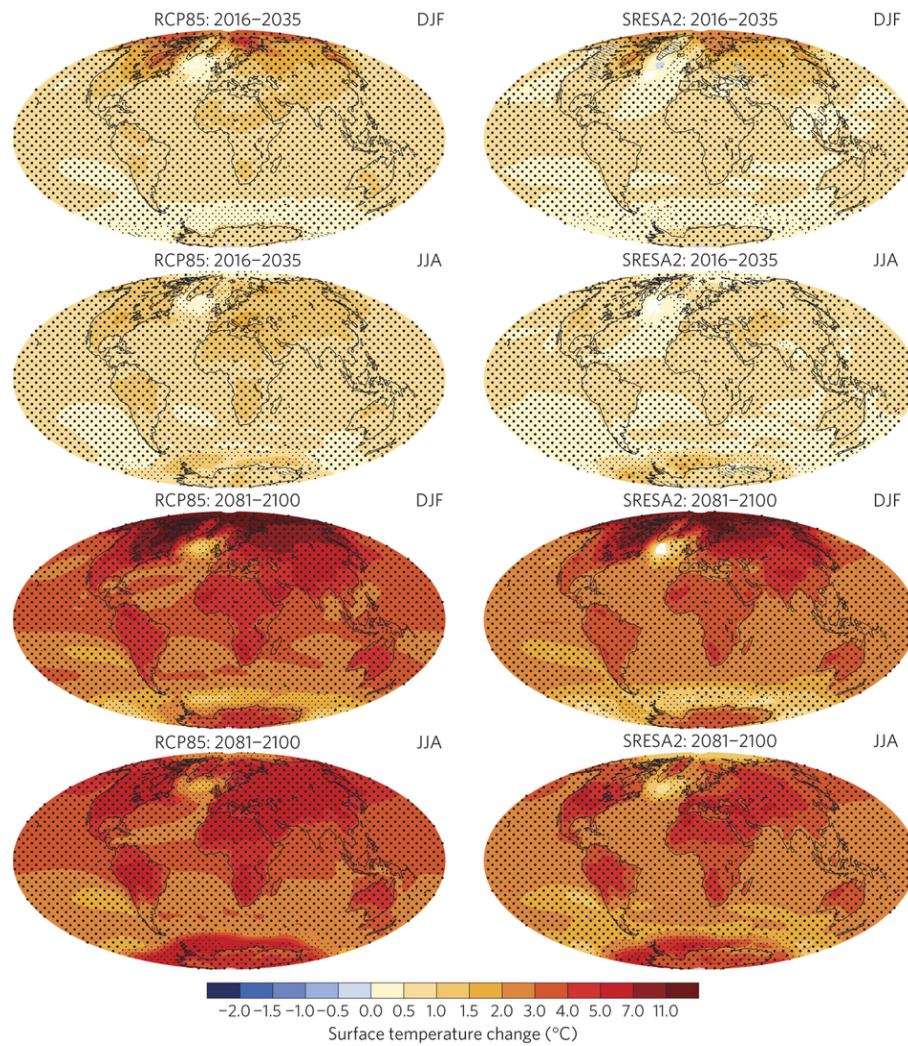 RCP85: 2016–2035 DJF SRESA2: 2016–2035 DJF
RCP85: 2016–2035 JJA SRESA2: 2016–2035 JJA
RCP85: 2081–2100 DJF SRESA2: 2081–2100 DJF
RCP85: 2081–2100 JJA SRESA2: 2081–2100 JJA
−2.0 −1.5 −1.0 −0.5 0.0 0.5 1.0 1.5 2.0 3.0 4.0 5.0 7.0 11.0
Surface temperature change (°C)